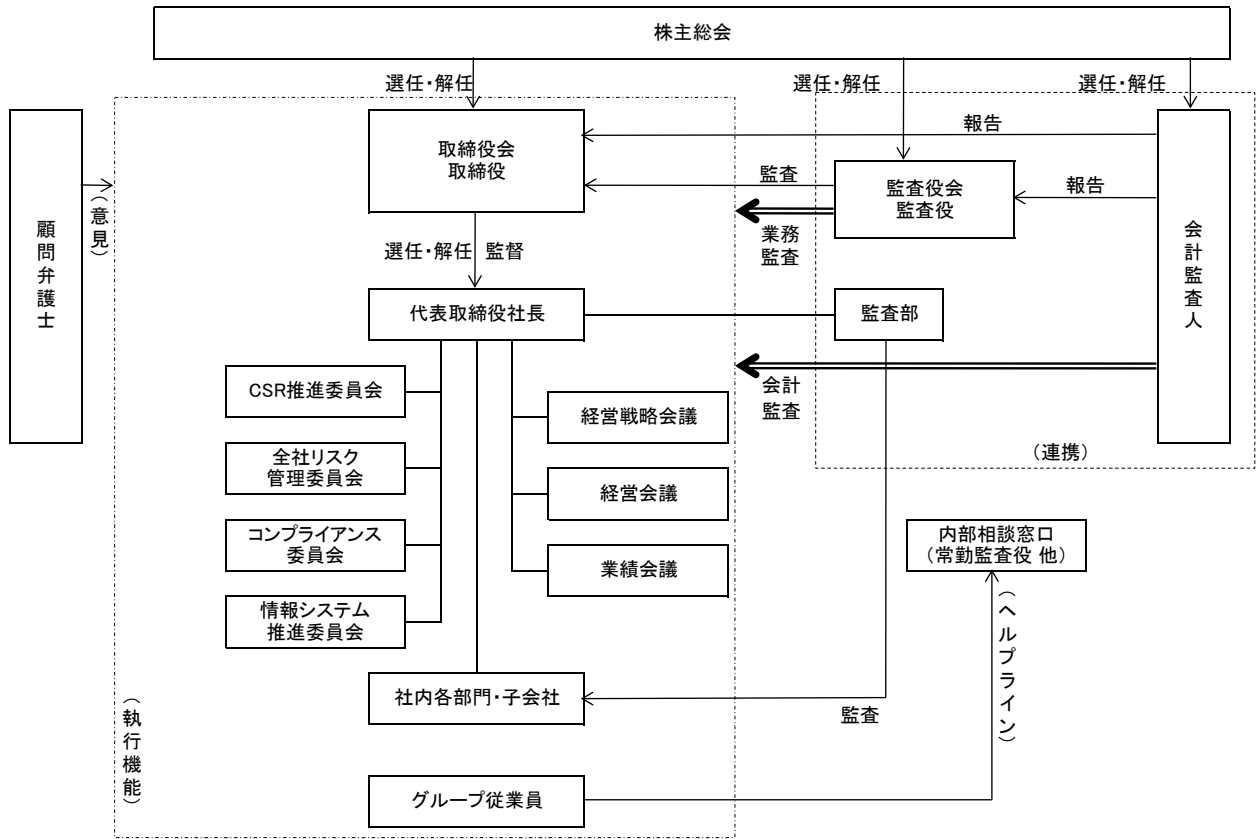 株主総会
選任・解任
選任・解任
選任・解任
顧問弁護士
（意見）
取締役会
取締役
報告
監査
監査役会
監査役
報告
業務
監査
会計監査人
選任・解任 監督
代表取締役社長
監査部
会計
監査
（連携）
CSR推進委員会
経営戦略会議
全社リスク
管理委員会
経営会議
コンプライアンス
委員会
業績会議
内部相談窓口
（常勤監査役 他）
情報システム
推進委員会
（ヘルプライン）
社内各部門・子会社
監査
（執行機能）
グループ従業員